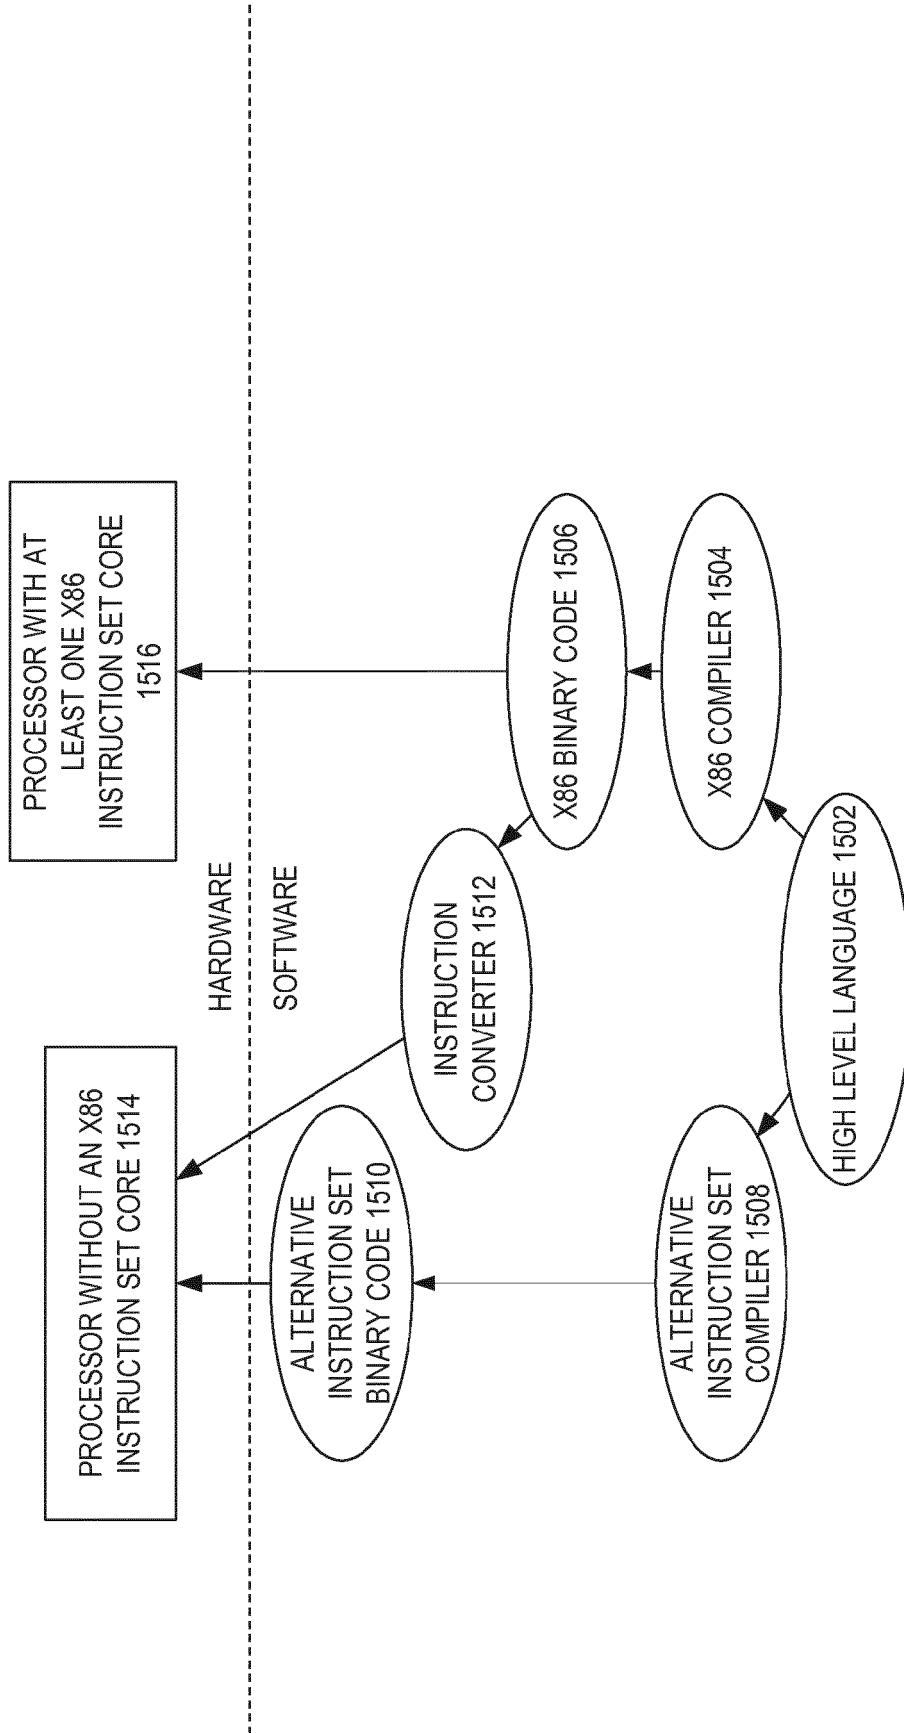 PROCESSOR WITHOUT AN X86
INSTRUCTION SET CORE 1514
PROCESSOR WITH AT
LEAST ONE X86
INSTRUCTION SET CORE
1516
HARDWARE
SOFTWARE
ALTERNATIVE
INSTRUCTION SET
BINARY CODE 1510
INSTRUCTION
CONVERTER 1512
X86 BINARY CODE 1506
ALTERNATIVE
INSTRUCTION SET
COMPILER 1508
X86 COMPILER 1504
HIGH LEVEL LANGUAGE 1502